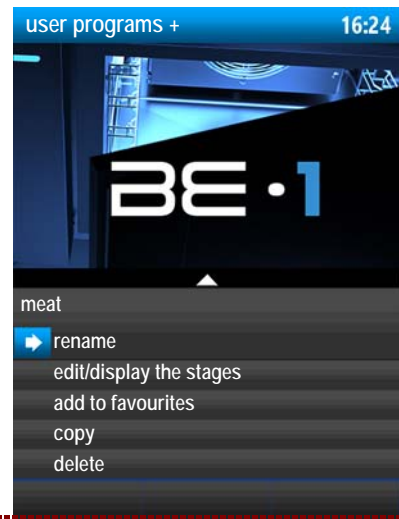 user programs + 16:24
BE·1
meat
rename
edit/display the stages
add to favourites
copy
delete